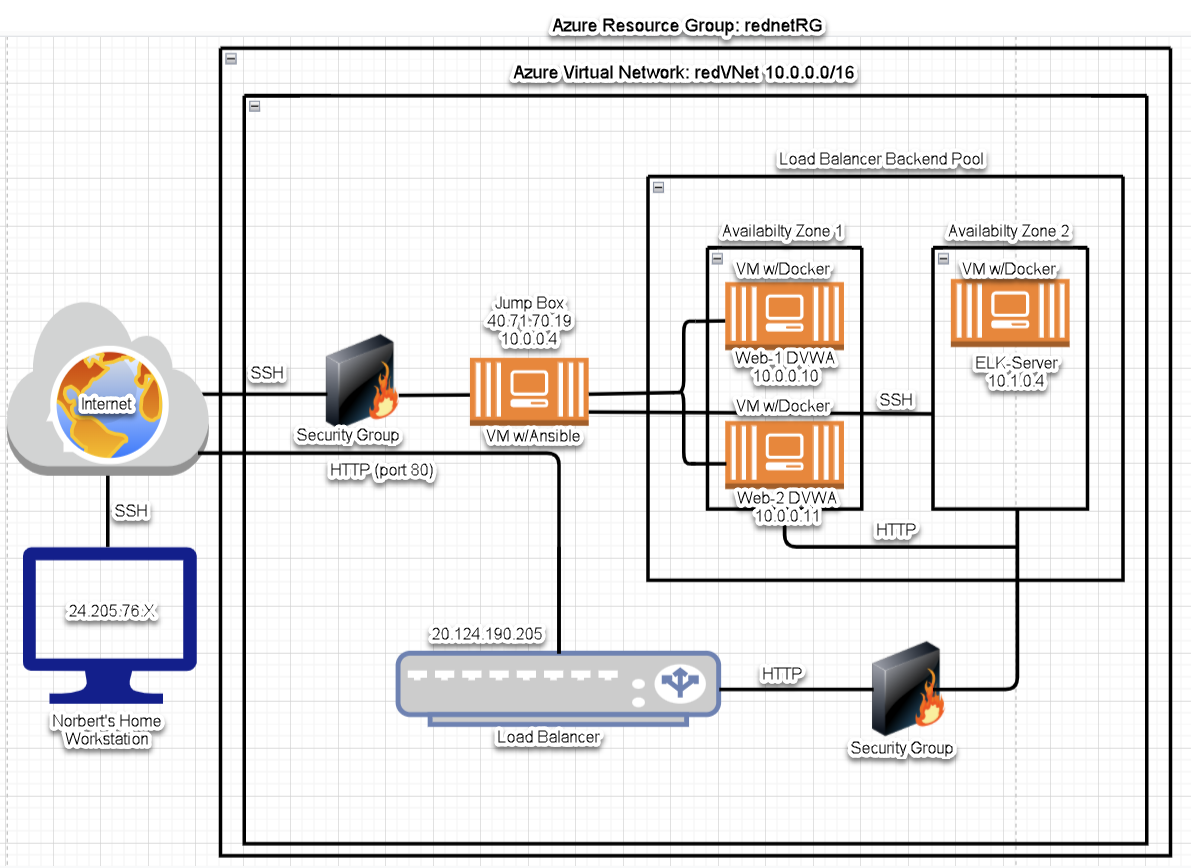 Azure Resource Group: rednetRG
Azure Virtual Network: redVNet 10.0.0.0/16
Load Balancer Backend Pool
Availabilty Zone 1
Availabilty Zone 2
VM w/Docker
VM w/Docker
Jump Box
40.71.70.19
10.0.0.4
Web-1 DVWA
10.0.0.10
ELK-Server
10.1.0.4
SSH
Internet
VM w/Docker
SSH
Security Group
VM w/Ansible
HTTP (port 80)
Web-2 DVWA
10.0.0.11
SSH
HTTP
24.205.76.X
20.124.190.205
HTTP
Norbert's Home
Workstation
Load Balancer
Security Group